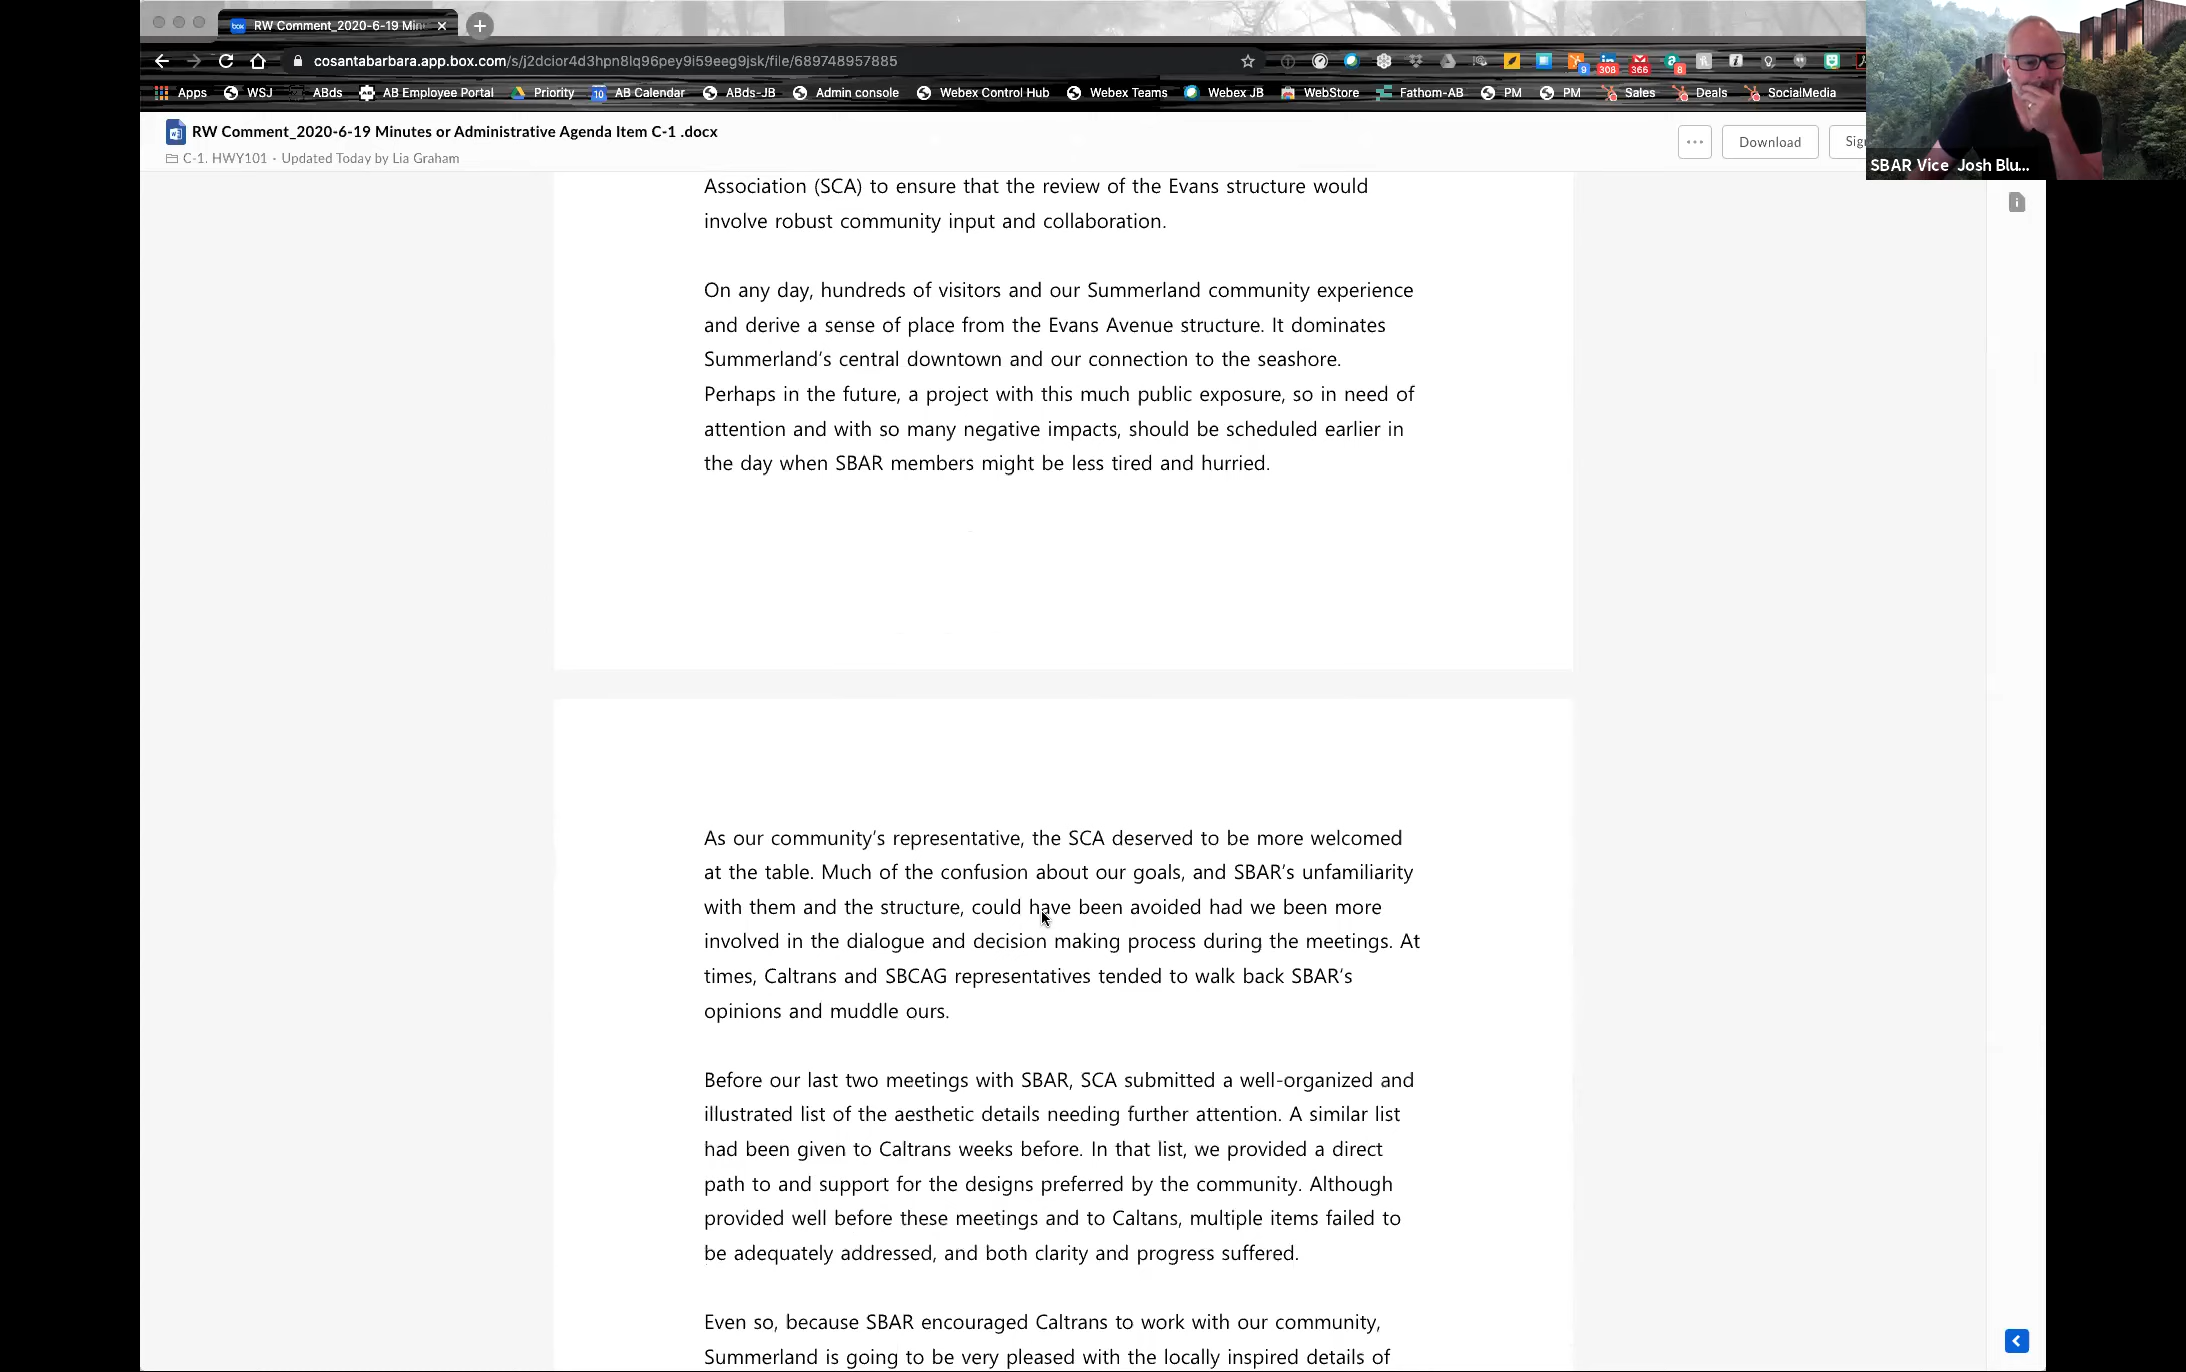 RW Comment_2020-6-19 Min
cosantabarbara.app.box.com/s/j2dcior4d3hpn8lq96pey9i59eeg9jsk/file/689748957885
9
308
366
8
Apps WSJ ABds AB Employee Portal Priority 10 AB Calendar ABds-JB Admin console Webex Control Hub Webex Teams Webex JB WebStore Fathom-AB PM PM Sales Deals SocialMedia
RW Comment_2020-6-19 Minutes or Administrative Agenda Item C-1 .docx
C-1. HWY101 · Updated Today by Lia Graham
... Download
SBAR Vice Josh Blu...
Association (SCA) to ensure that the review of the Evans structure would
involve robust community input and collaboration.
On any day, hundreds of visitors and our Summerland community experience
and derive a sense of place from the Evans Avenue structure. It dominates
Summerland's central downtown and our connection to the seashore.
Perhaps in the future, a project with this much public exposure, so in need of
attention and with so many negative impacts, should be scheduled earlier in
the day when SBAR members might be less tired and hurried.
As our community's representative, the SCA deserved to be more welcomed
at the table. Much of the confusion about our goals, and SBAR's unfamiliarity
with them and the structure, could have been avoided had we been more
involved in the dialogue and decision making process during the meetings. At
times, Caltrans and SBCAG representatives tended to walk back SBAR's
opinions and muddle ours.
Before our last two meetings with SBAR, SCA submitted a well-organized and
illustrated list of the aesthetic details needing further attention. A similar list
had been given to Caltrans weeks before. In that list, we provided a direct
path to and support for the designs preferred by the community. Although
provided well before these meetings and to Caltans, multiple items failed to
be adequately addressed, and both clarity and progress suffered.
Even so, because SBAR encouraged Caltrans to work with our community,
Summerland is going to be very pleased with the locally inspired details of